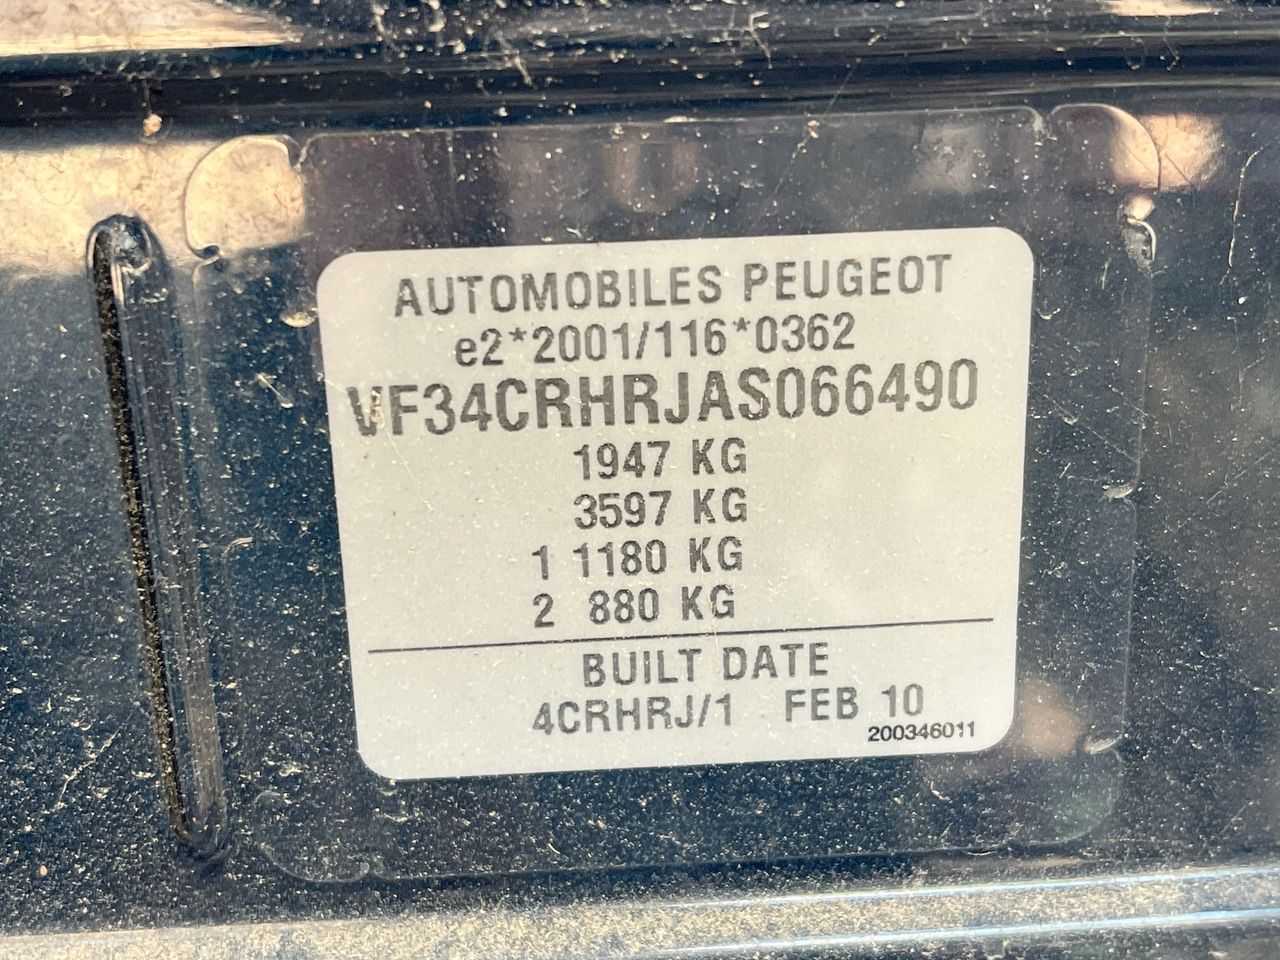 AUTOMOBILES PEUGEOT
e2*2001/116*0362
VF34CRHRJAS066490
1947 KG
3597 KG
1 1180 KG
2 880 KG
BUILT DATE
4CRHRJ/1 FEB 10
200346011